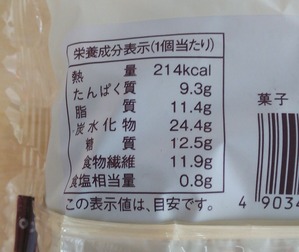 栄養成分表示(1個当たり)
熱量 214kcal
たんぱく質 9.3g
脂質 11.4g
炭水化物 24.4g
糖質 12.5g
食物繊維 11.9g
食塩相当量 0.8g
この表示値は、目安です。
菓子
4 9034